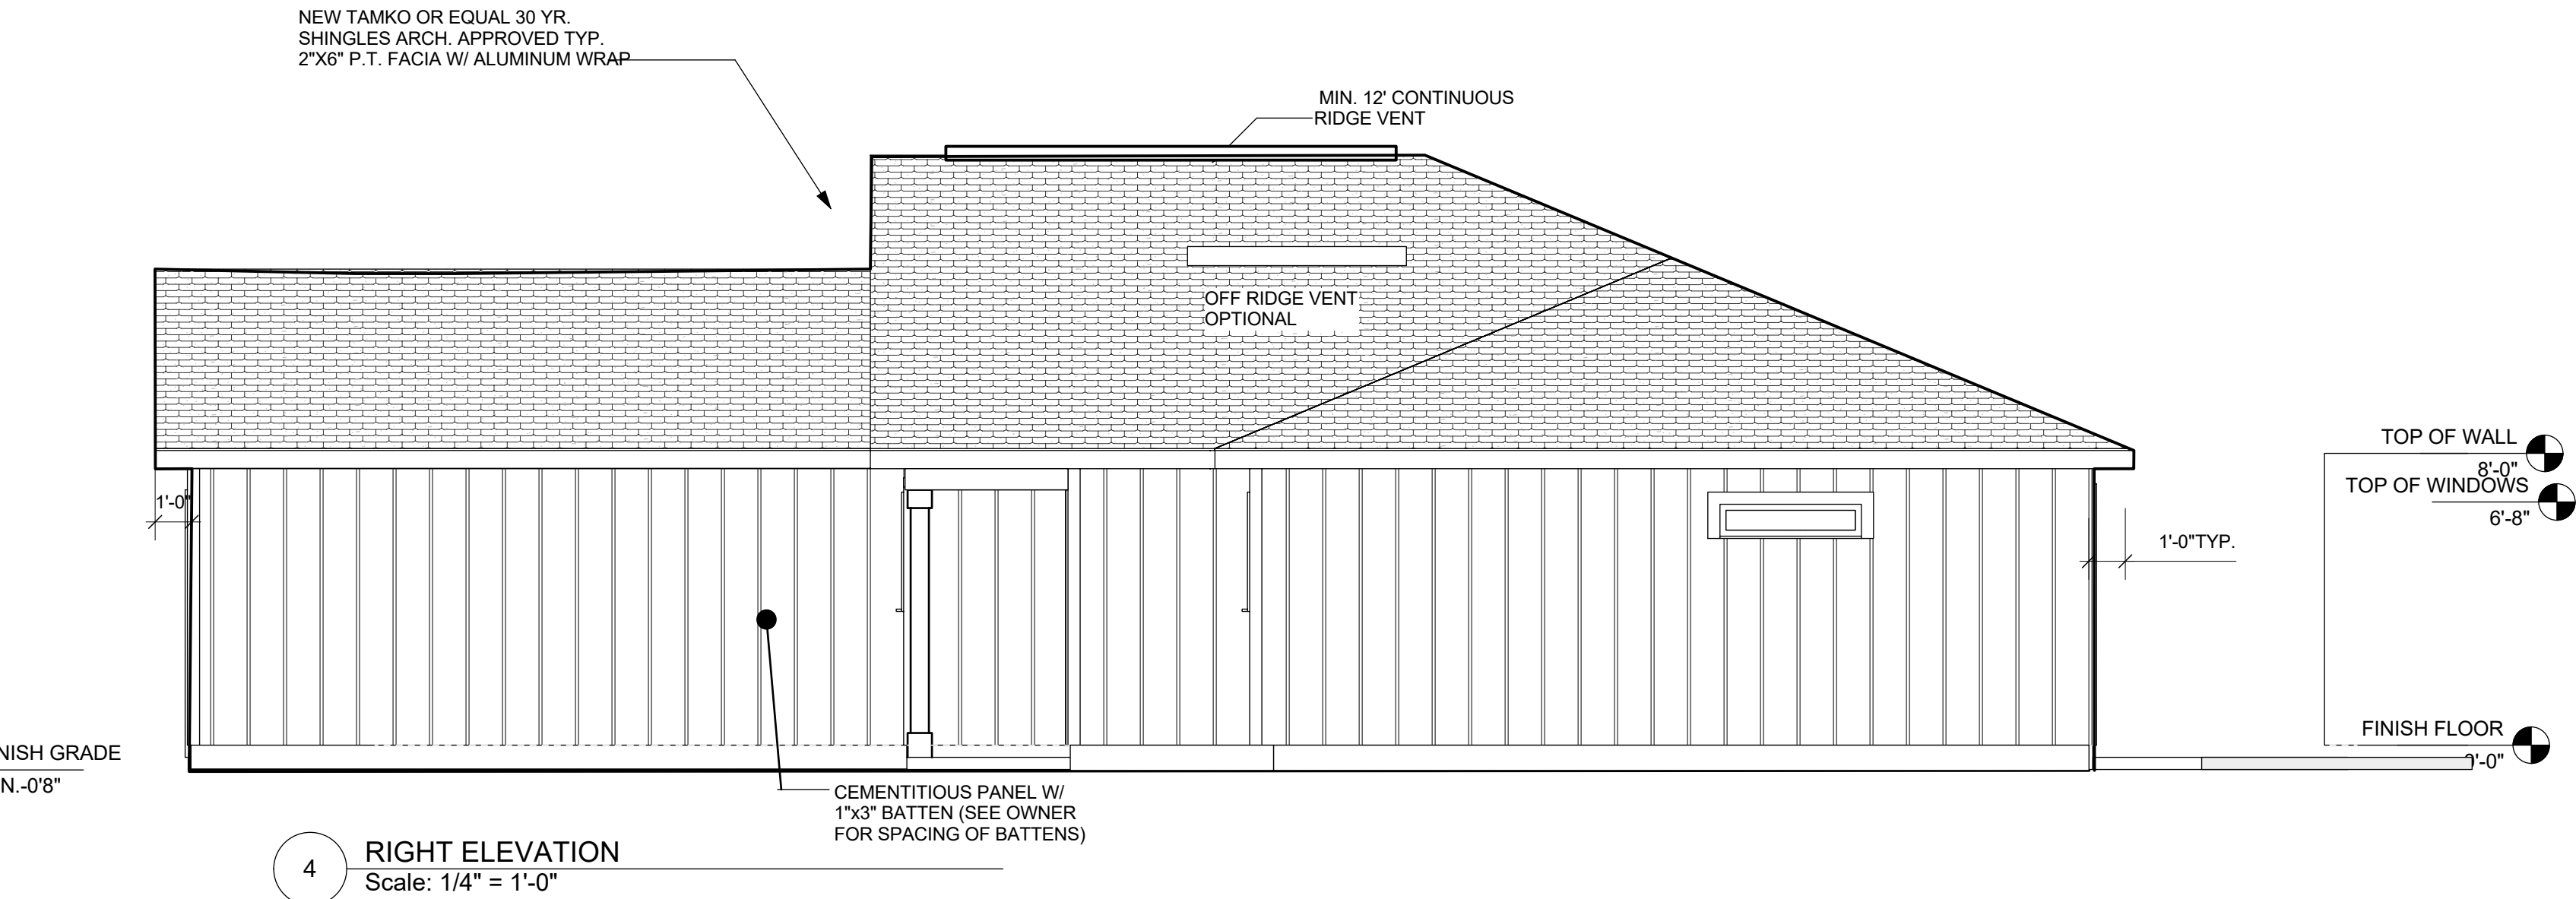 NEW TAMKO OR EQUAL 30 YR.
SHINGLES ARCH. APPROVED TYP.
2"X6" P.T. FACIA W/ ALUMINUM WRAP
MIN. 12' CONTINUOUS
RIDGE VENT
OFF RIDGE VENT
OPTIONAL
TOP OF WALL
8'-0"
TOP OF WINDOWS
6'-8"
1'-0"
1'-0"TYP.
FINISH FLOOR
0'-0"
NISH GRADE
N.-0'8"
CEMENTITIOUS PANEL W/
1"x3" BATTEN (SEE OWNER
FOR SPACING OF BATTENS)
4
RIGHT ELEVATION
Scale: 1/4" = 1'-0"